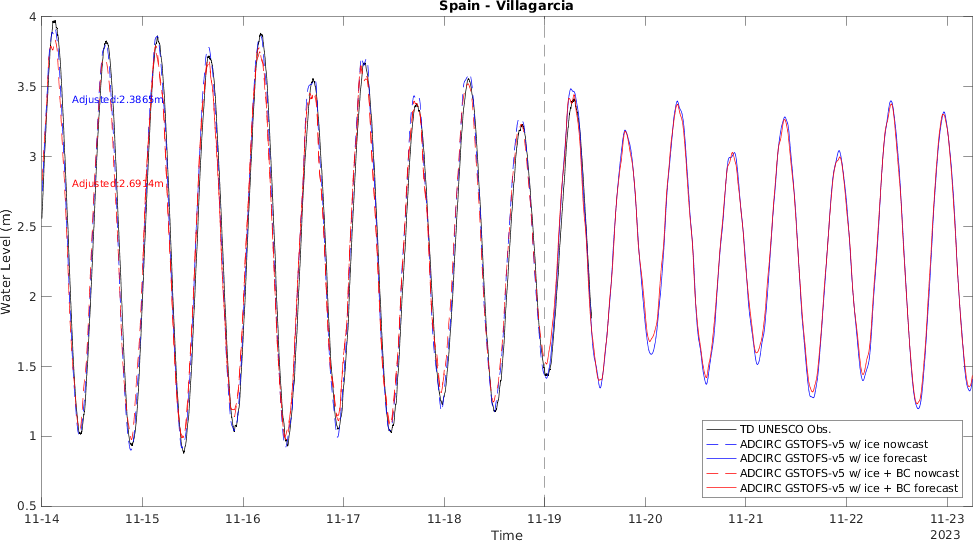 Spain - Villagarcia
4
3.5
3
2.5
2
1.5
1
0.5
Water Level (m)
Adjusted:2.3865m
Adjusted:2.6914m
TD UNESCO Obs.
ADCIRC GSTOFS-v5 w/ ice nowcast
ADCIRC GSTOFS-v5 w/ ice forecast
ADCIRC GSTOFS-v5 w/ ice + BC nowcast
ADCIRC GSTOFS-v5 w/ ice + BC forecast
11-14 11-15 11-16 11-17 11-18 11-19 11-20 11-21 11-22 11-23
2023
Time